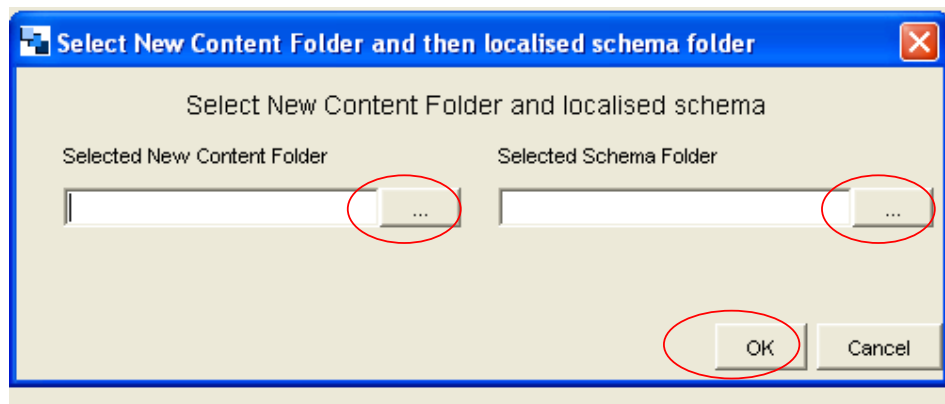 Select New Content Folder and then localised schema folder
Select New Content Folder and localised schema
Selected New Content Folder
Selected Schema Folder
...
...
OK
Cancel